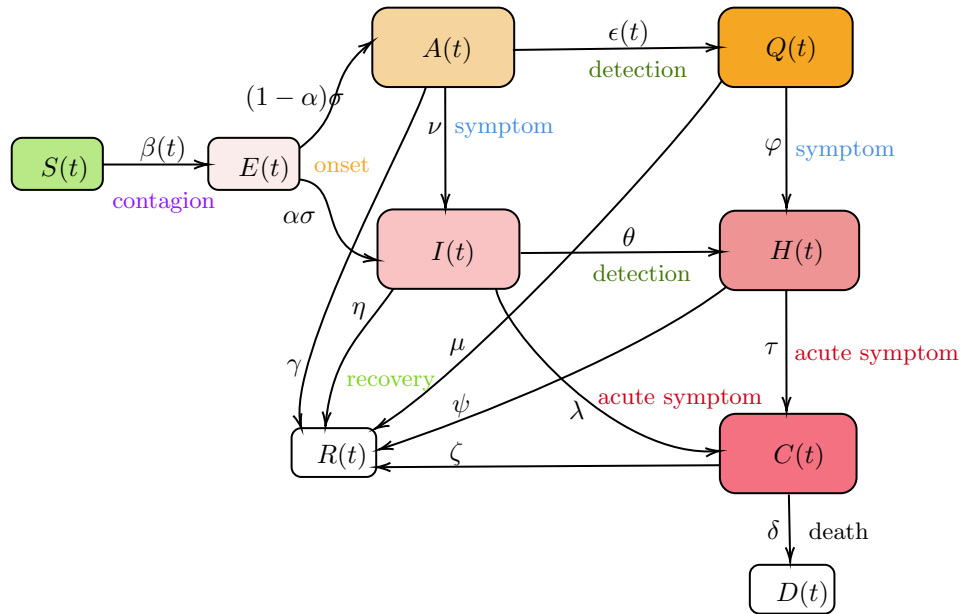 A(t)
ϵ(t)
detection
Q(t)
(1 − α)σ
ν
symptom
φ
symptom
S(t)
β(t)
contagion
E(t)
onset
ασ
I(t)
θ
detection
H(t)
η
γ
μ
recovery
τ
acute symptom
ψ
λ
acute symptom
R(t)
ζ
C(t)
δ
death
D(t)